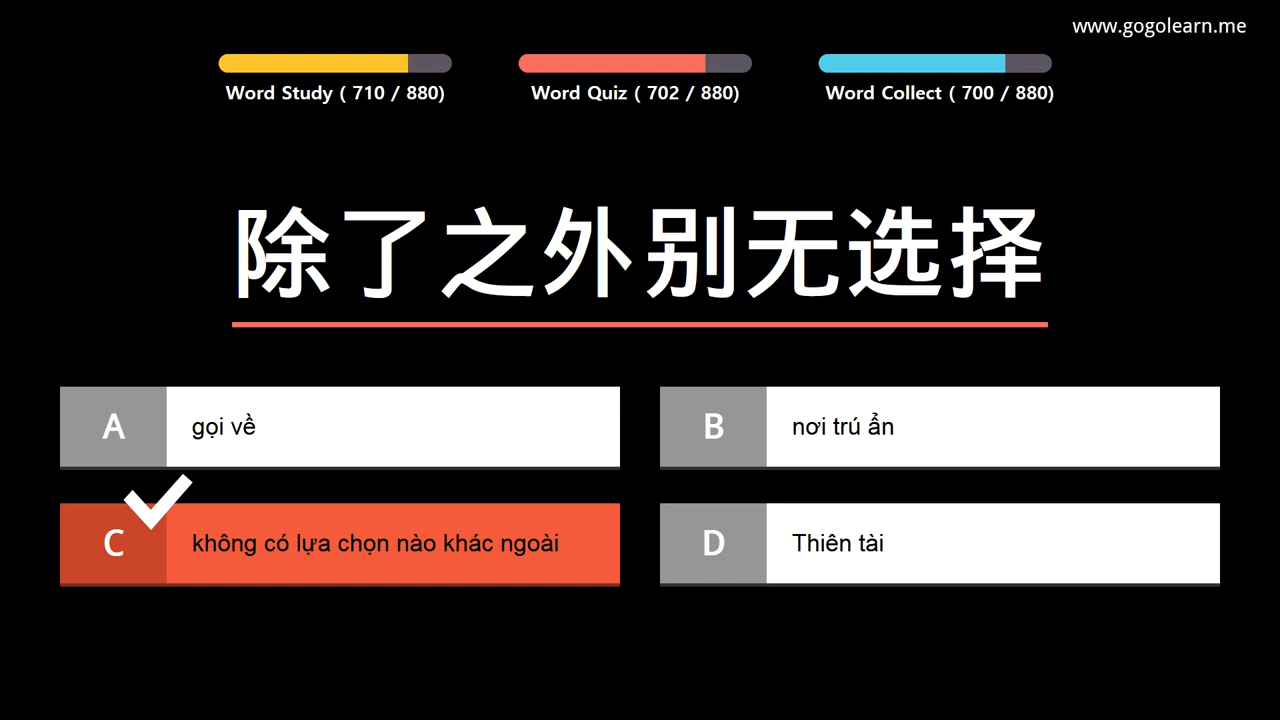 www.gogolearn.me
Word Study ( 710 / 880)
Word Quiz ( 702 / 880)
Word Collect ( 700 / 880)
除了之外别无选择
A
gọi về
B
nơi trú ẩn
C
không có lựa chọn nào khác ngoài
D
Thiên tài